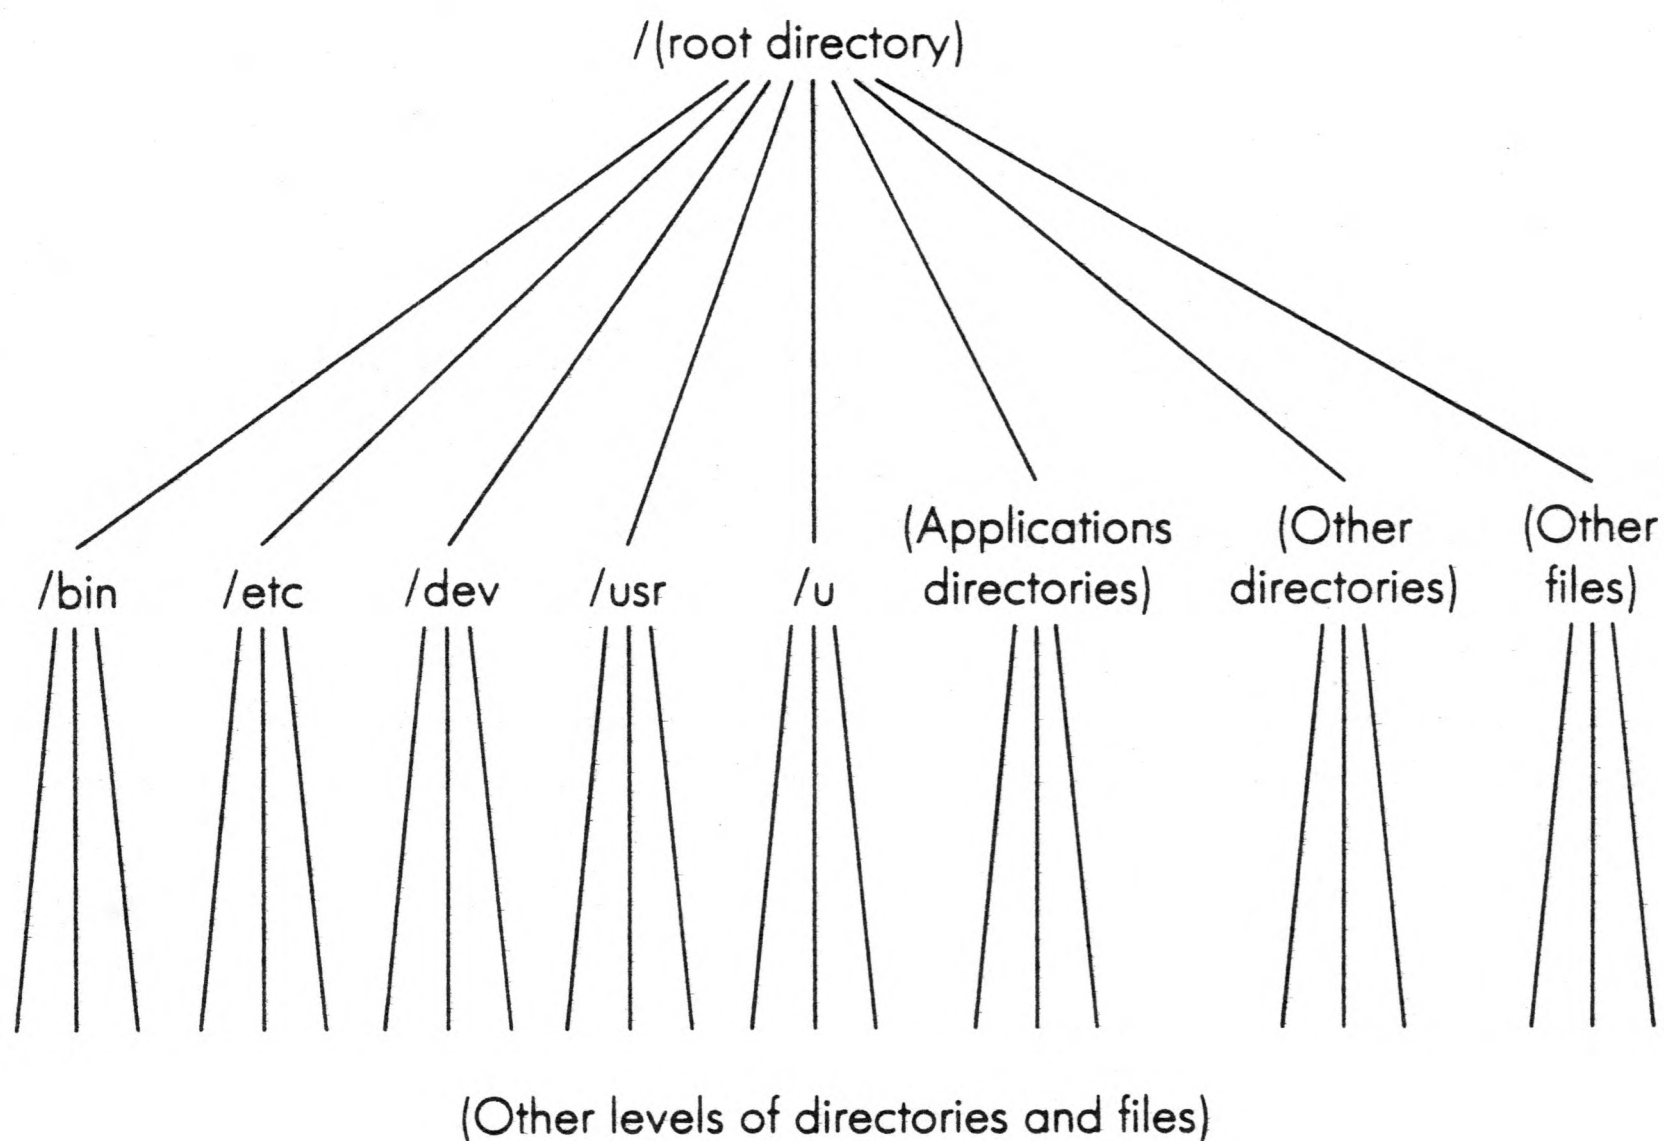 /(root directory)
(Applications
(Other
(Other
/bin
/etc
/dev
/usr
/u
directories)
directories)
files)
(Other levels of directories and files)